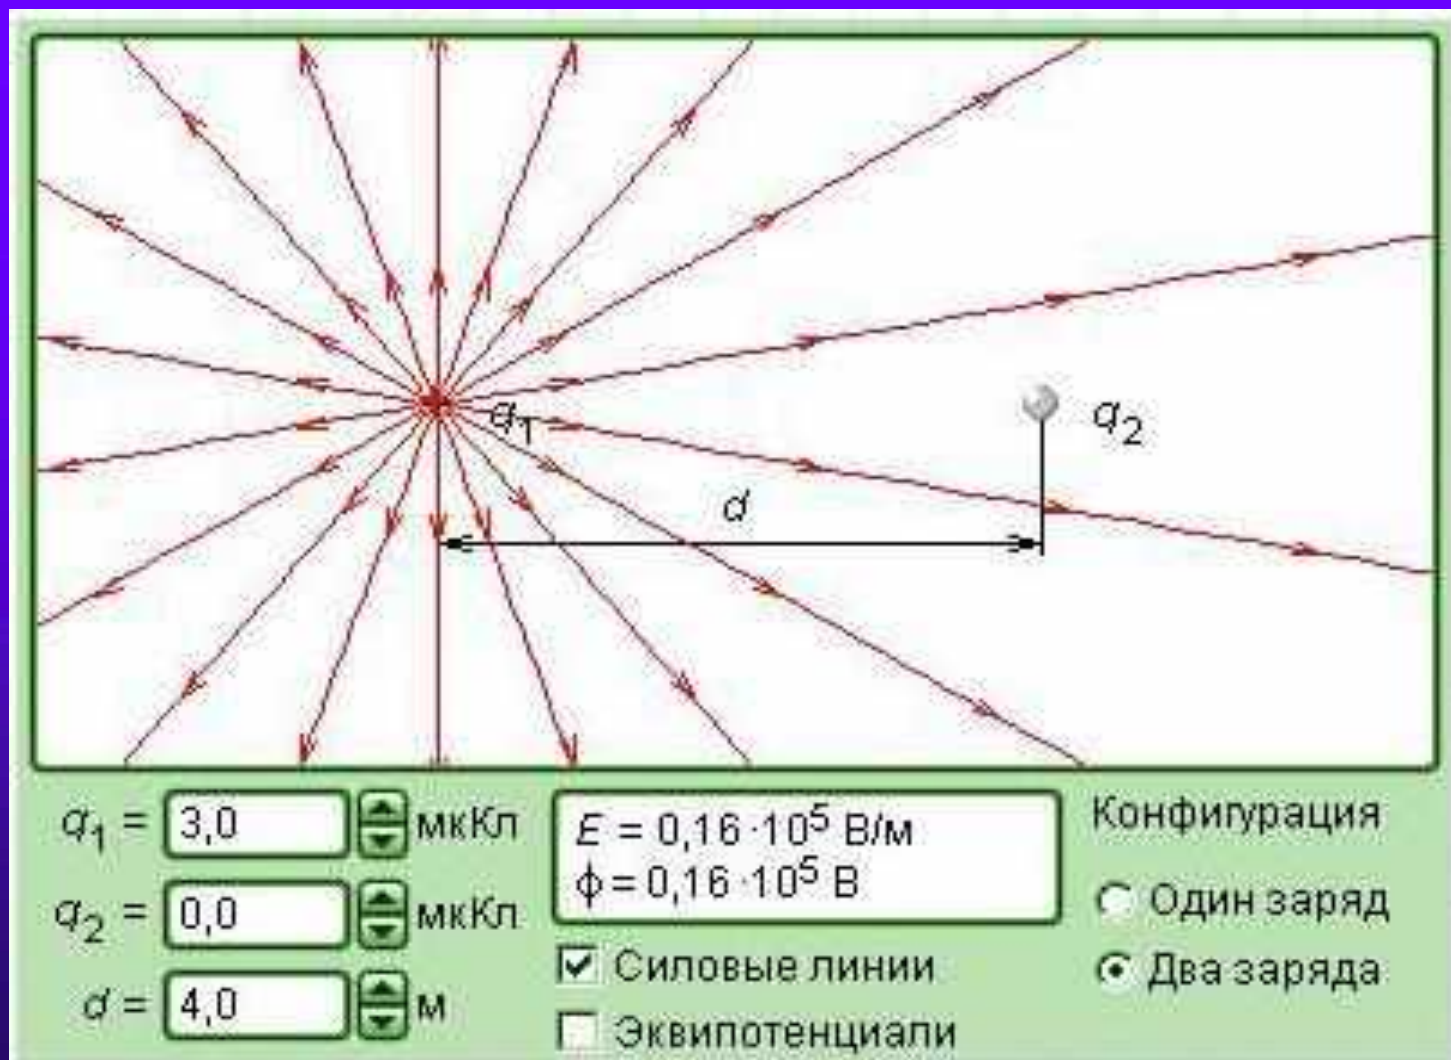 q₁
q₂
d
q₁ = 3,0 мкКл
q₂ = 0,0 мкКл
d = 4,0 м
E = 0,16 ·10⁵ В/м
ϕ = 0,16 ·10⁵ В
Силовые линии
Эквипотенциали
Конфигурация
Один заряд
Два заряда